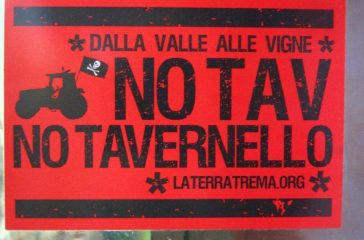 * DALLA VALLE ALLE VIGNE *
NO TAV
NO TAVERNELLO
* LATERRATREMA.ORG *